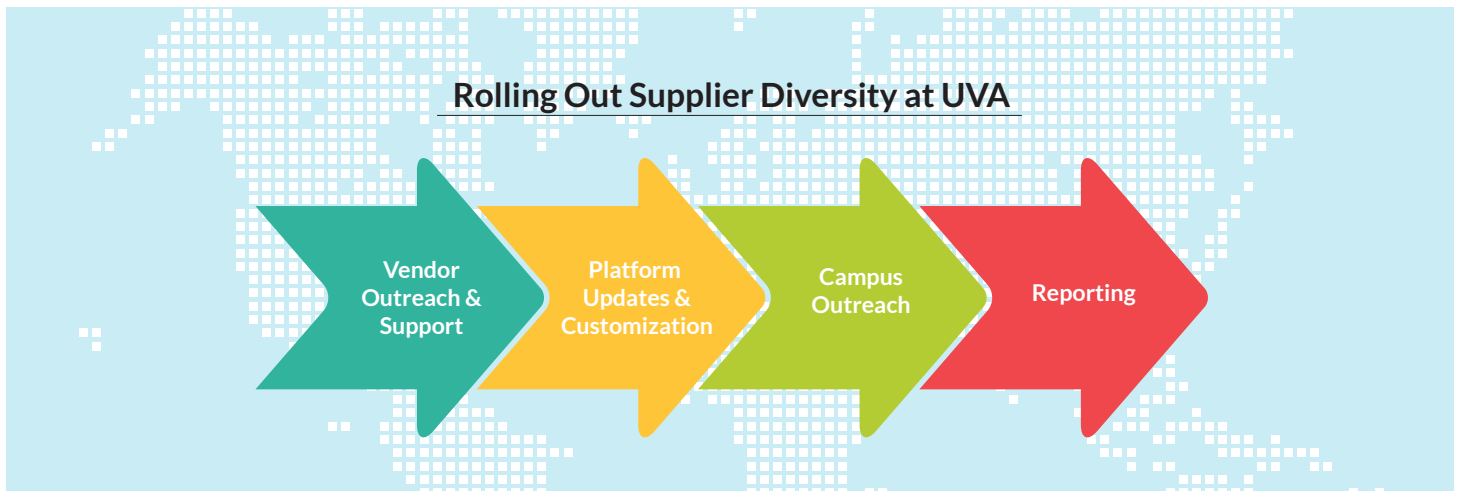 Rolling Out Supplier Diversity at UVA
Vendor
Outreach &
Support
Platform
Updates &
Customization
Campus
Outreach
Reporting